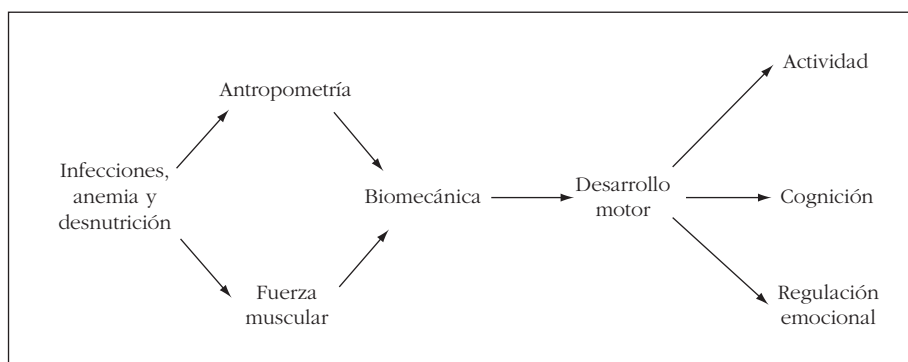 Actividad
Antropometría
Infecciones,
anemia y
desnutrición
Biomecánica
Desarrollo
motor
Cognición
Fuerza
muscular
Regulación
emocional